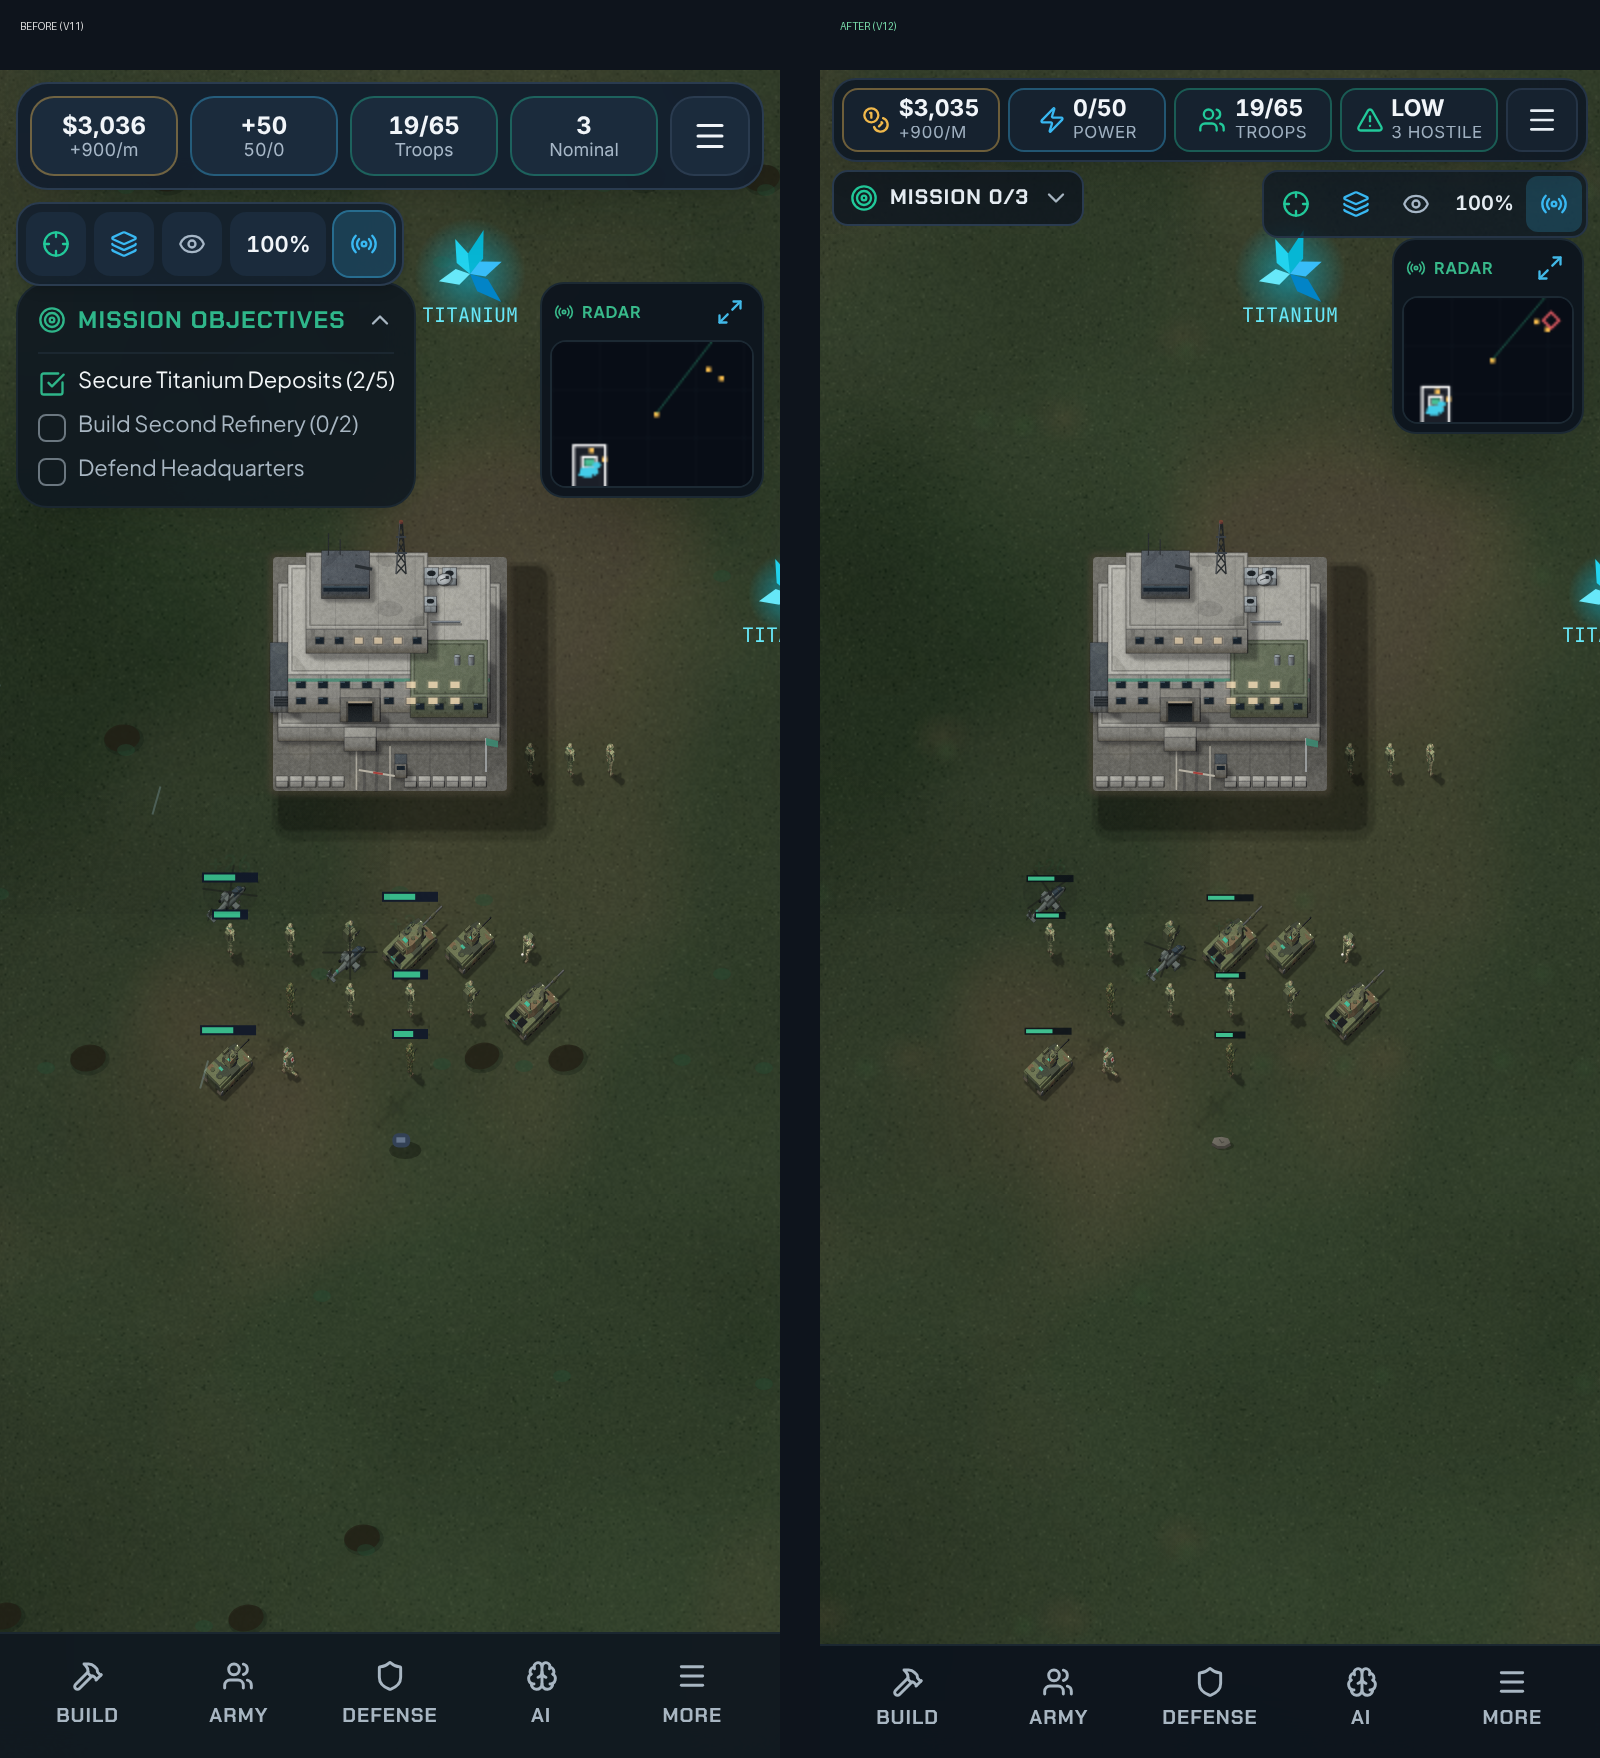 BEFORE (V11)
$3,036
+900/m
+50
50/0
19/65
Troops
3
Nominal
100%
MISSION OBJECTIVES
Secure Titanium Deposits (2/5)
Build Second Refinery (0/2)
Defend Headquarters
TITANIUM
RADAR
TIT
BUILD
ARMY
DEFENSE
AI
MORE
AFTER (V12)
$3,035
+900/M
0/50
POWER
19/65
TROOPS
LOW
3 HOSTILE
MISSION 0/3
100%
TITANIUM
RADAR
TIT
BUILD
ARMY
DEFENSE
AI
MORE